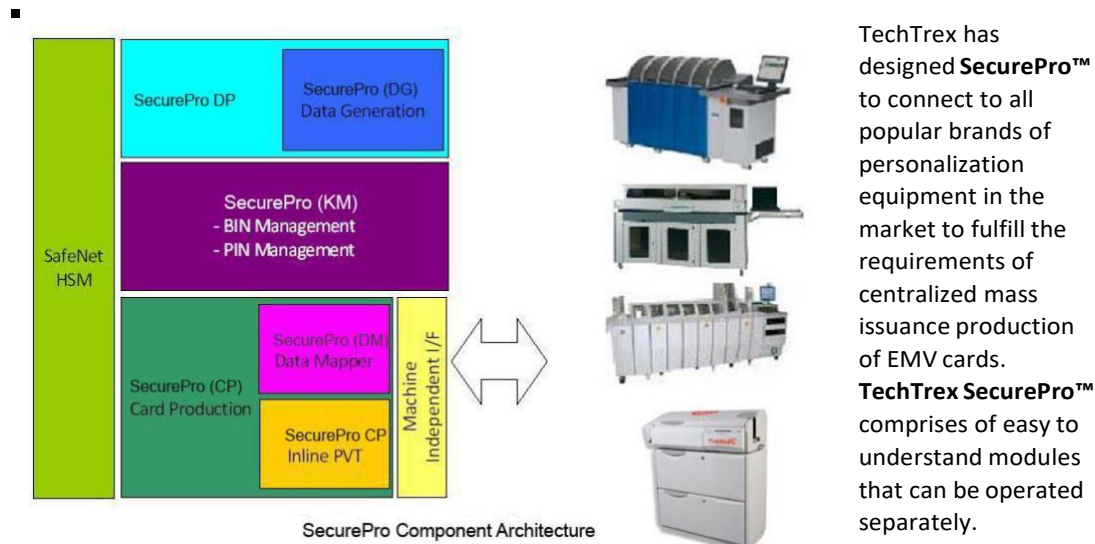 SecurePro DP
SecurePro (DG)
Data Generation
SecurePro (KM)
- BIN Management
- PIN Management
SafeNet
HSM
SecurePro (DM)
Data Mapper
SecurePro (CP)
Card Production
SecurePro CP
Inline PVT
Machine
Independent I/F
SecurePro Component Architecture
TechTrex has
designed SecurePro™
to connect to all
popular brands of
personalization
equipment in the
market to fulfill the
requirements of
centralized mass
issuance production
of EMV cards.
TechTrex SecurePro™
comprises of easy to
understand modules
that can be operated
separately.